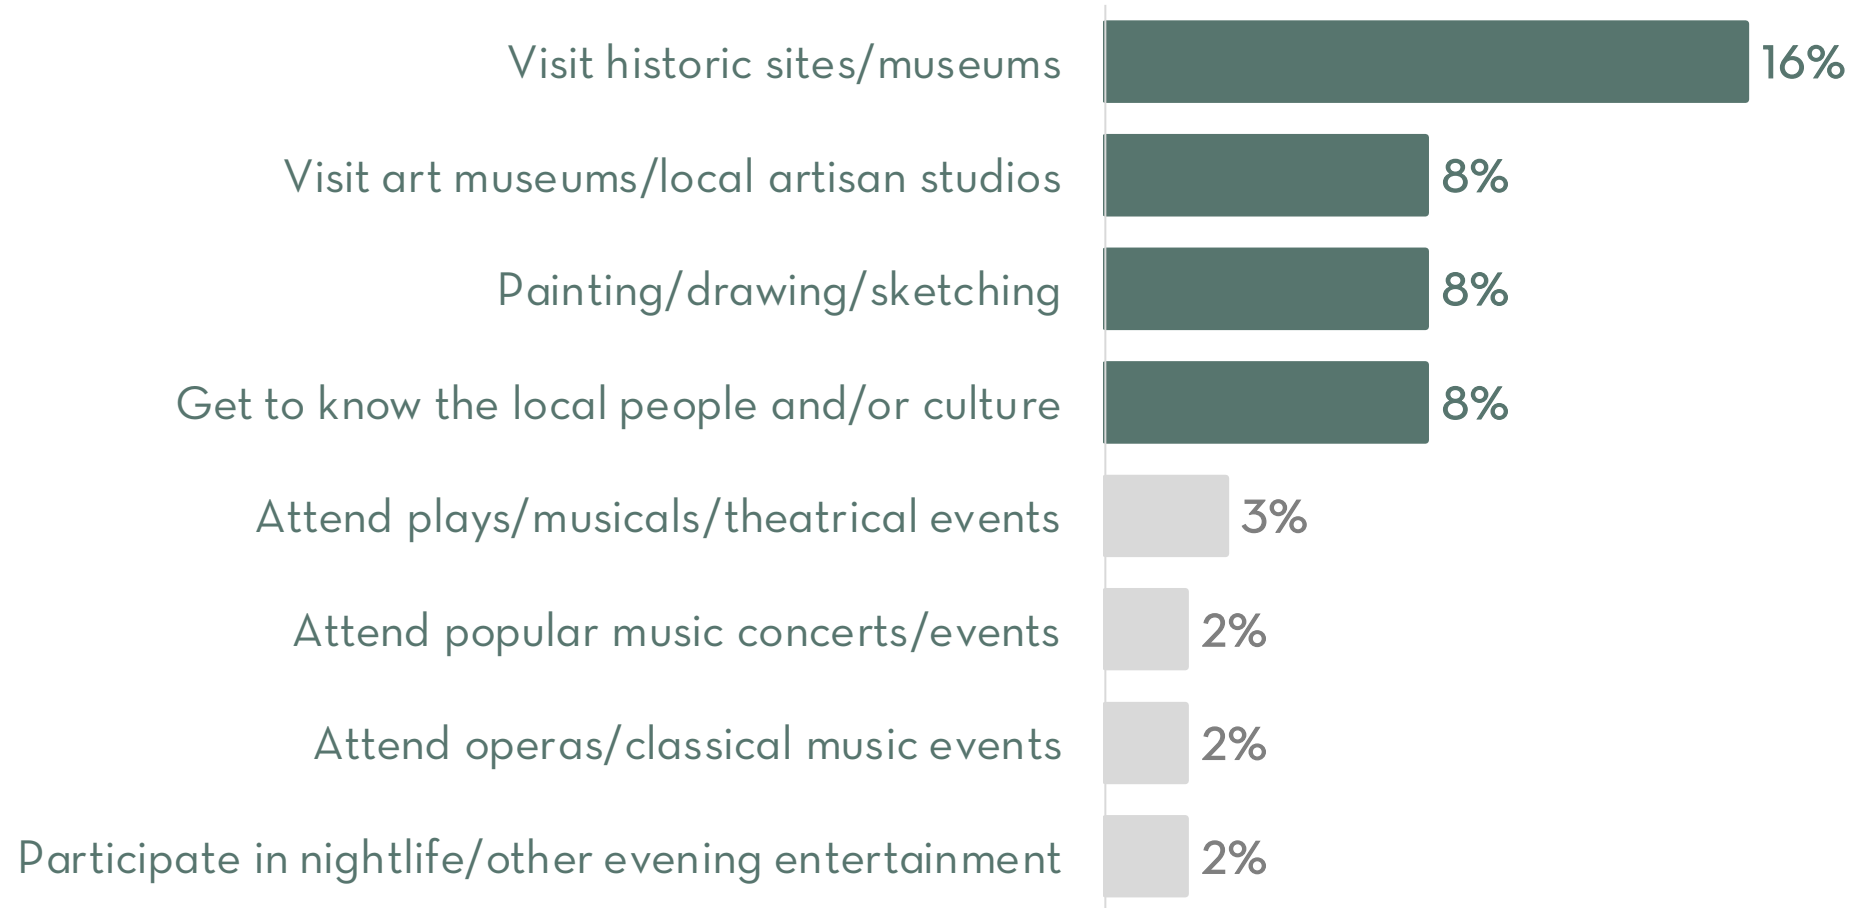 Visit historic sites/museums 16%
Visit art museums/local artisan studios 8%
Painting/drawing/sketching 8%
Get to know the local people and/or culture 8%
Attend plays/musicals/theatrical events 3%
Attend popular music concerts/events 2%
Attend operas/classical music events 2%
Participate in nightlife/other evening entertainment 2%